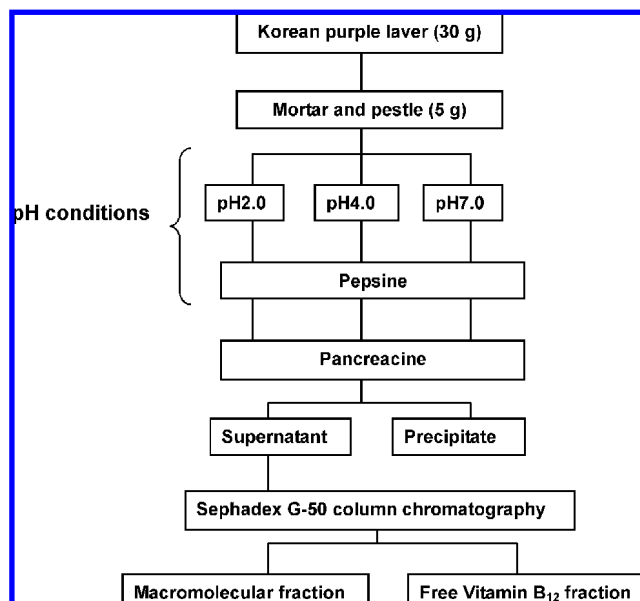 Korean purple laver (30 g)
Mortar and pestle (5 g)
pH conditions
pH2.0 pH4.0 pH7.0
Pepsine
Pancreacine
Supernatant Precipitate
Sephadex G-50 column chromatography
Macromolecular fraction Free Vitamin B₁₂ fraction